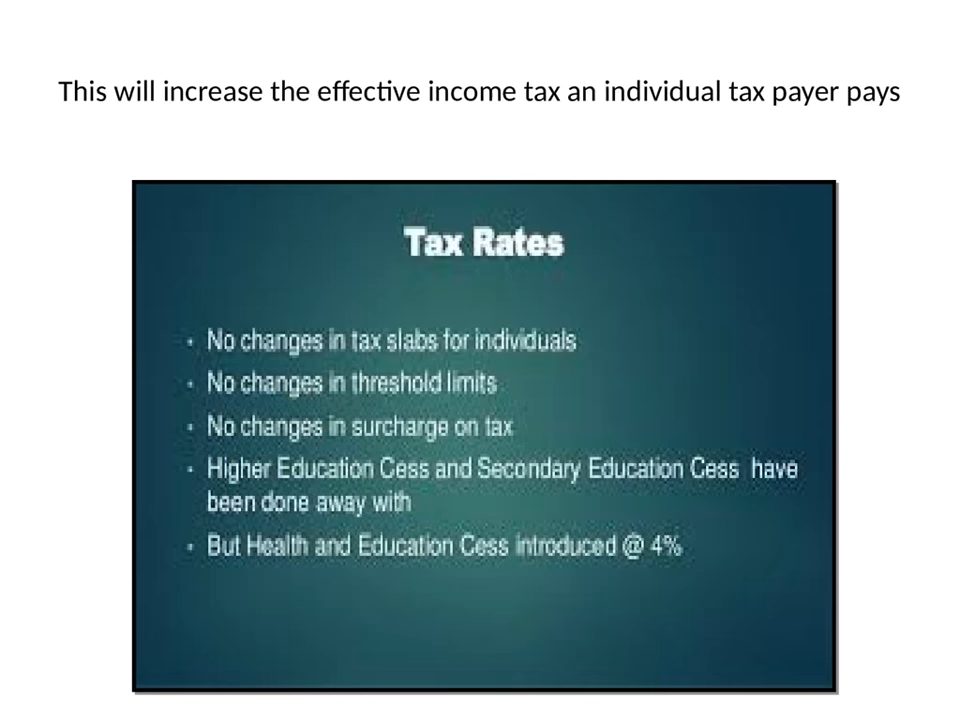 This will increase the effective income tax an individual tax payer pays
Tax Rates
• No changes in tax slabs for individuals
• No changes in threshold limits
• No changes in surcharge on tax
• Higher Education Cess and Secondary Education Cess have
been done away with
• But Health and Education Cess introduced @ 4%